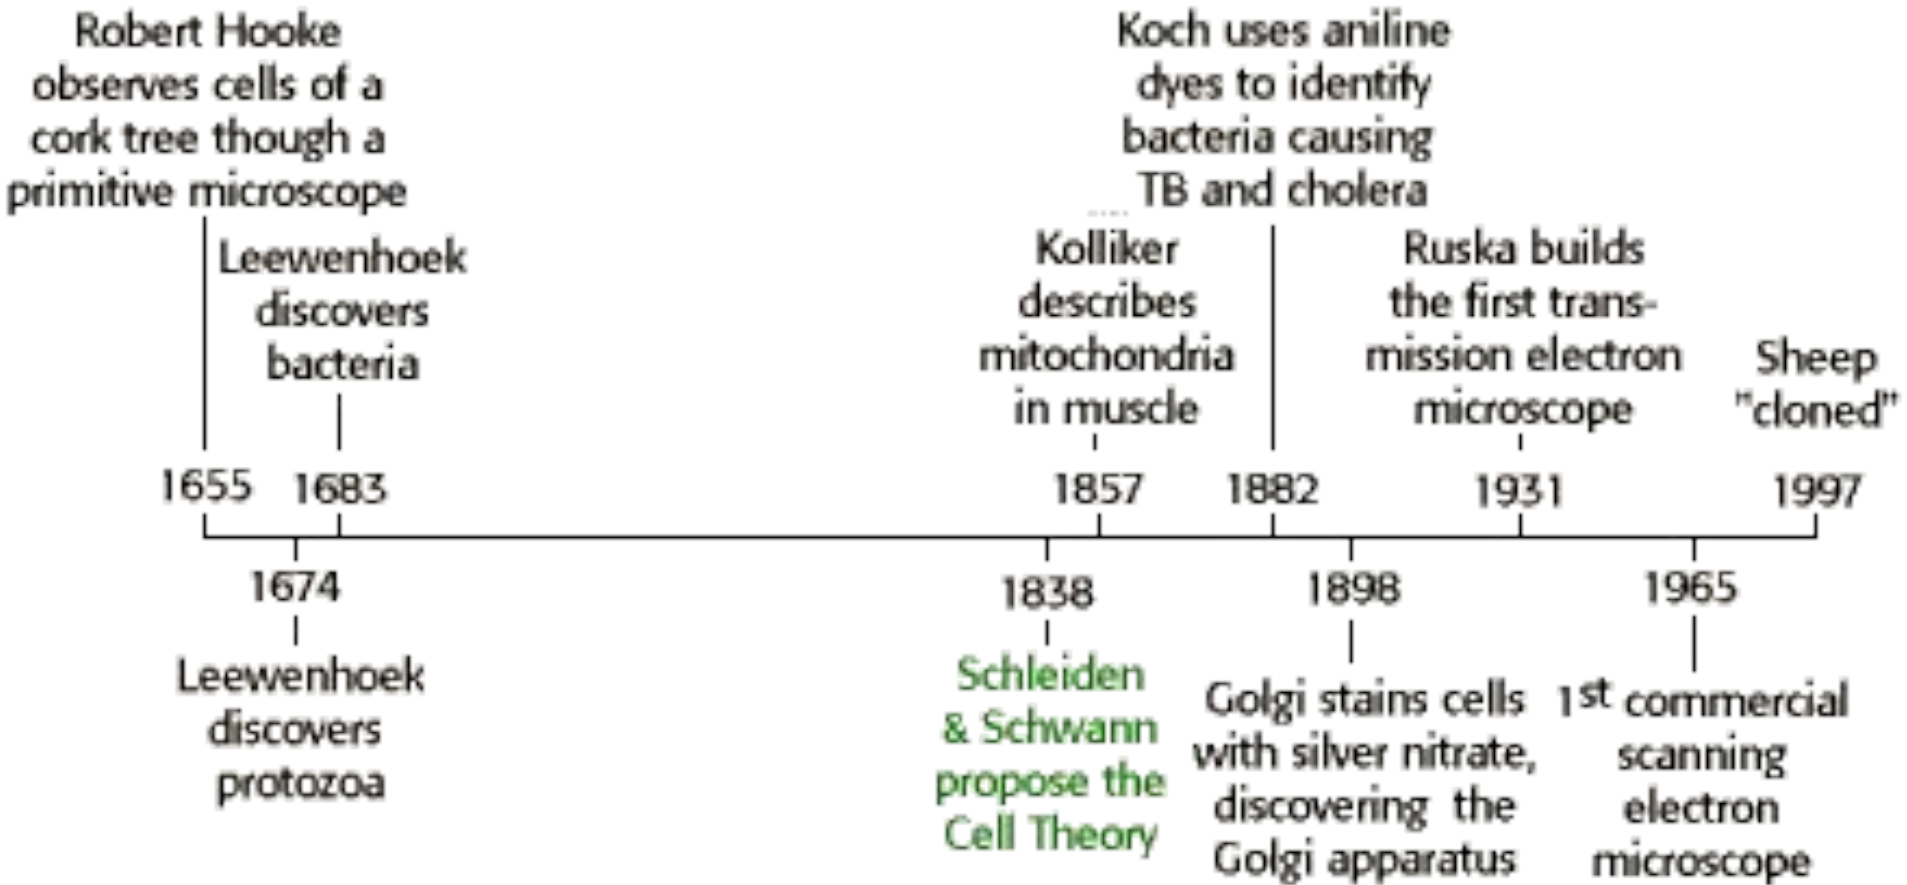 Robert Hooke
observes cells of a
cork tree though a
primitive microscope
Leewenhoek
discovers
bacteria
Koch uses aniline
dyes to identify
bacteria causing
TB and cholera
Kolliker
describes
mitochondria
in muscle
Ruska builds
the first trans-
mission electron
microscope
Sheep
"cloned"
1655 1683 1857 1882 1931 1997
1674 1838 1898 1965
Leewenhoek
discovers
protozoa
Schleiden
& Schwann
propose the
Cell Theory
Golgi stains cells
with silver nitrate,
discovering the
Golgi apparatus
1st commercial
scanning
electron
microscope